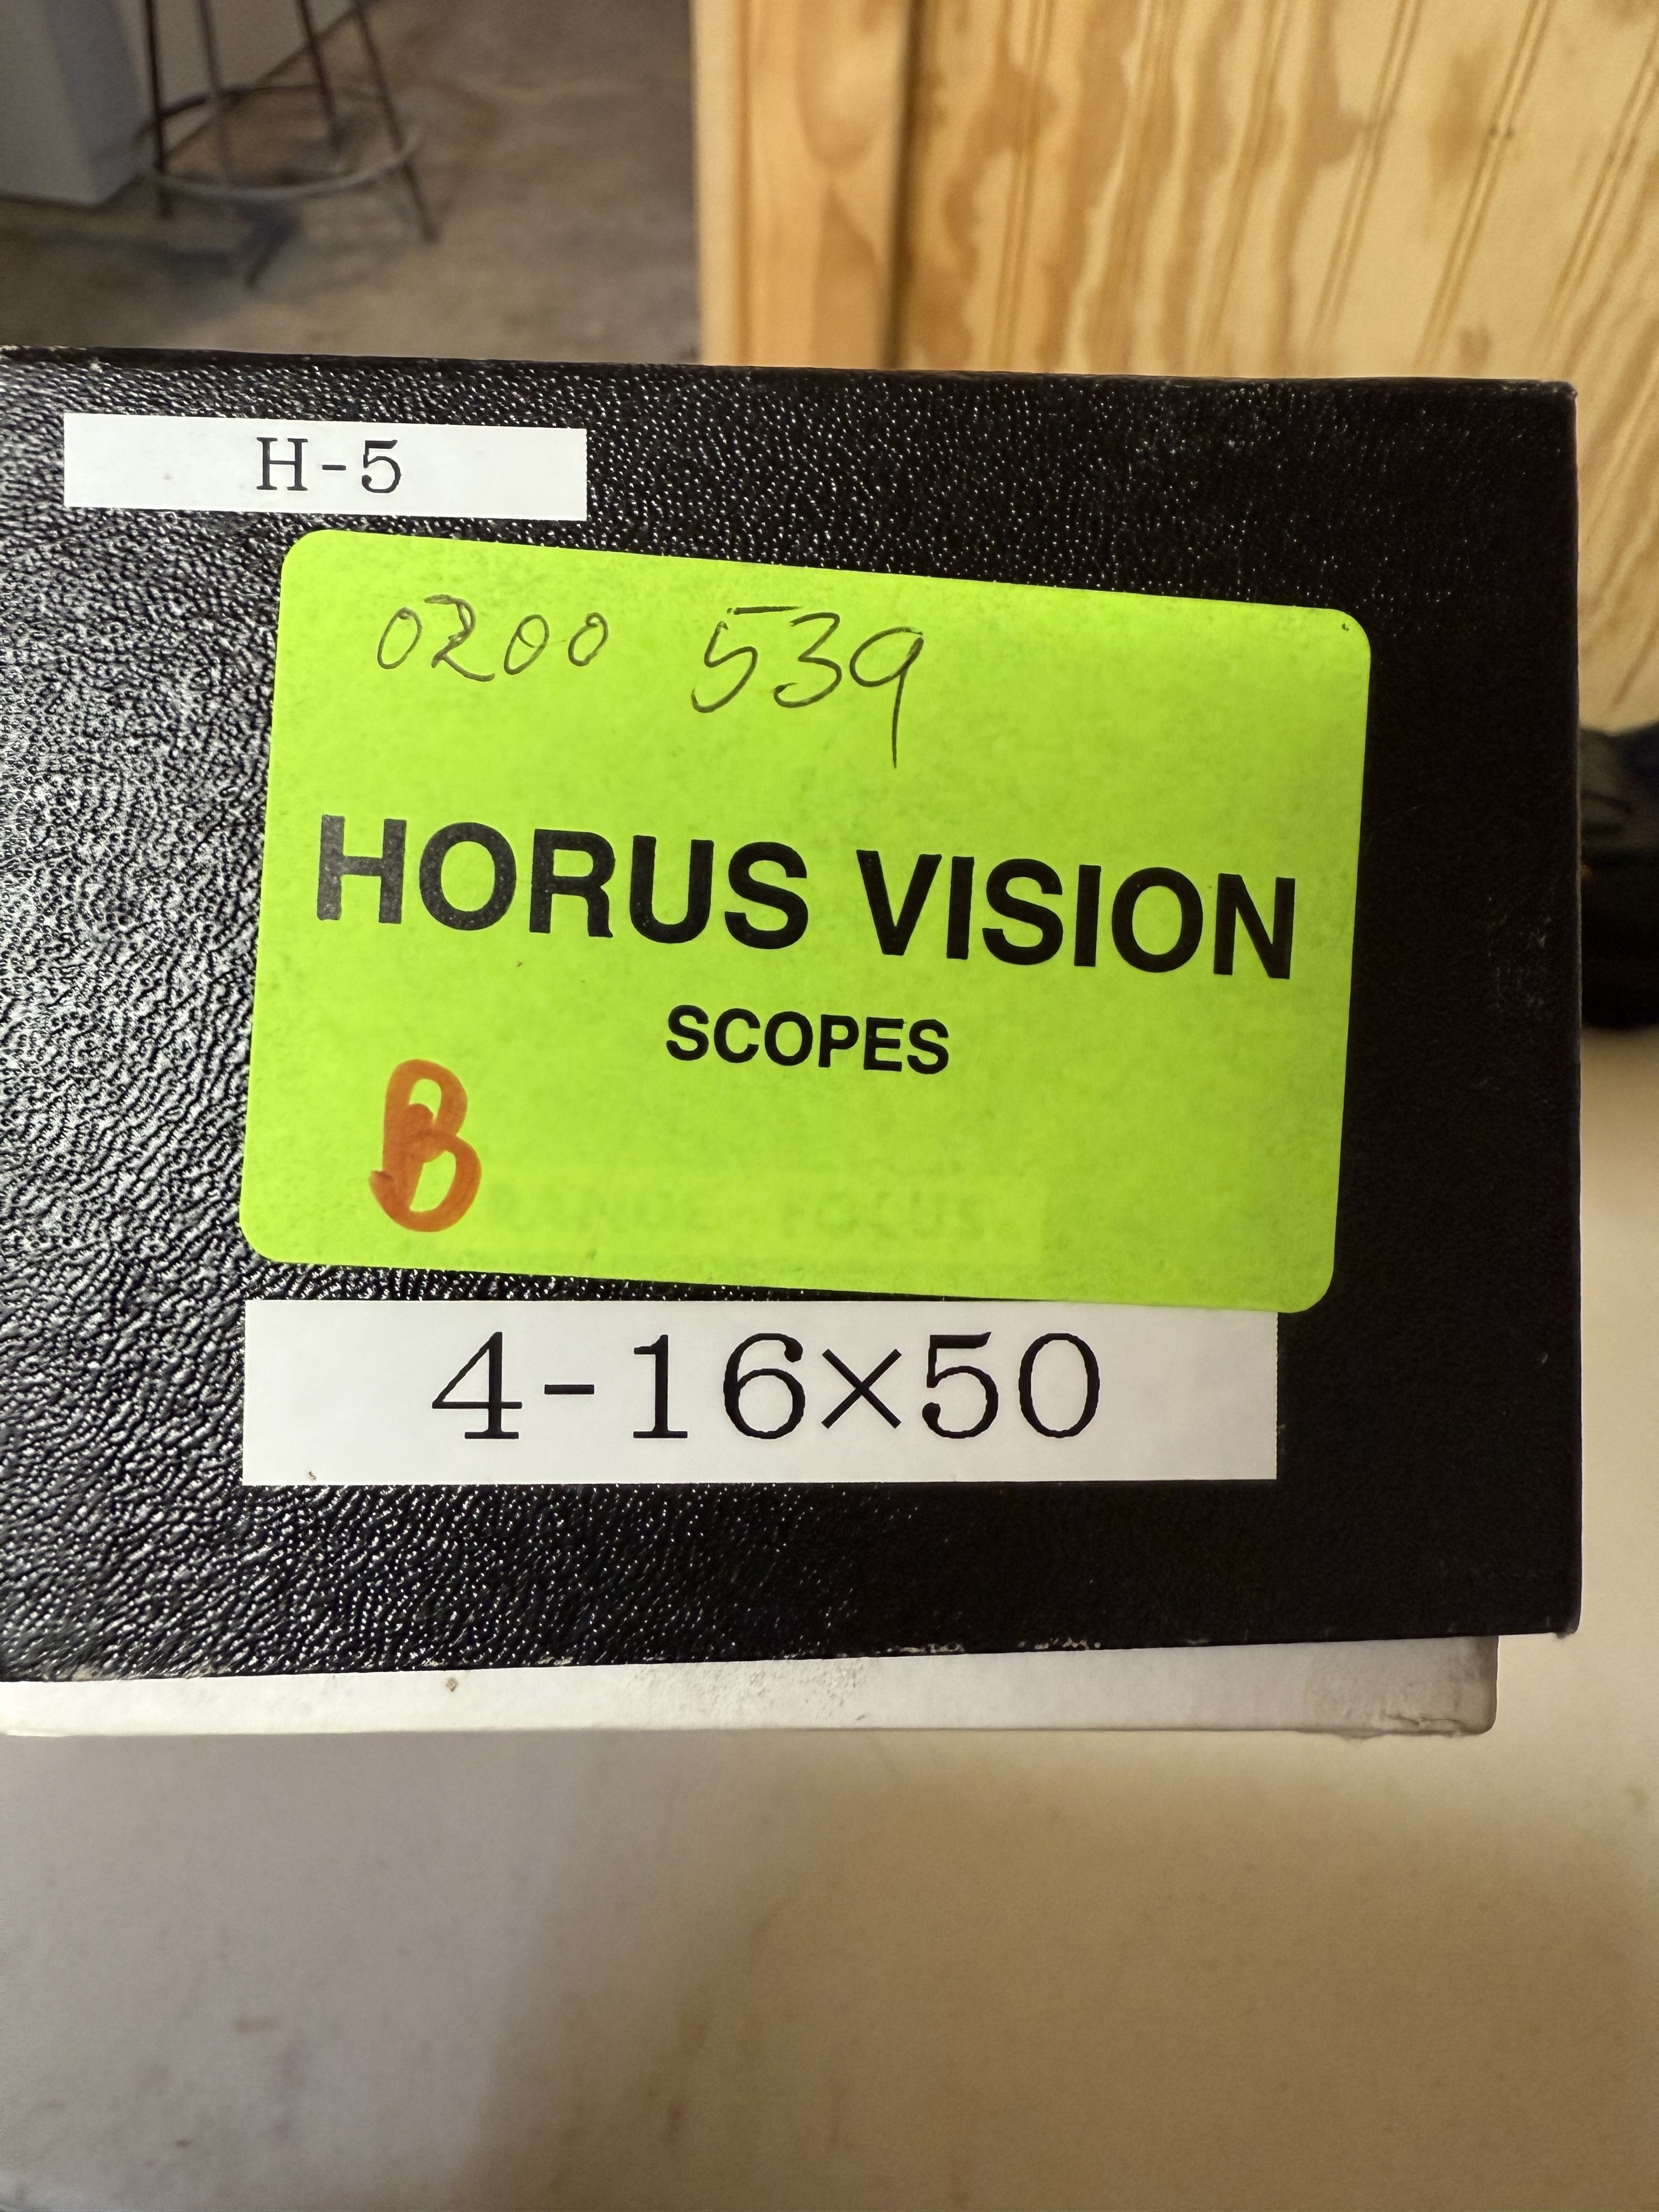 H-5
0200 539
HORUS VISION
SCOPES
B
4-16×50